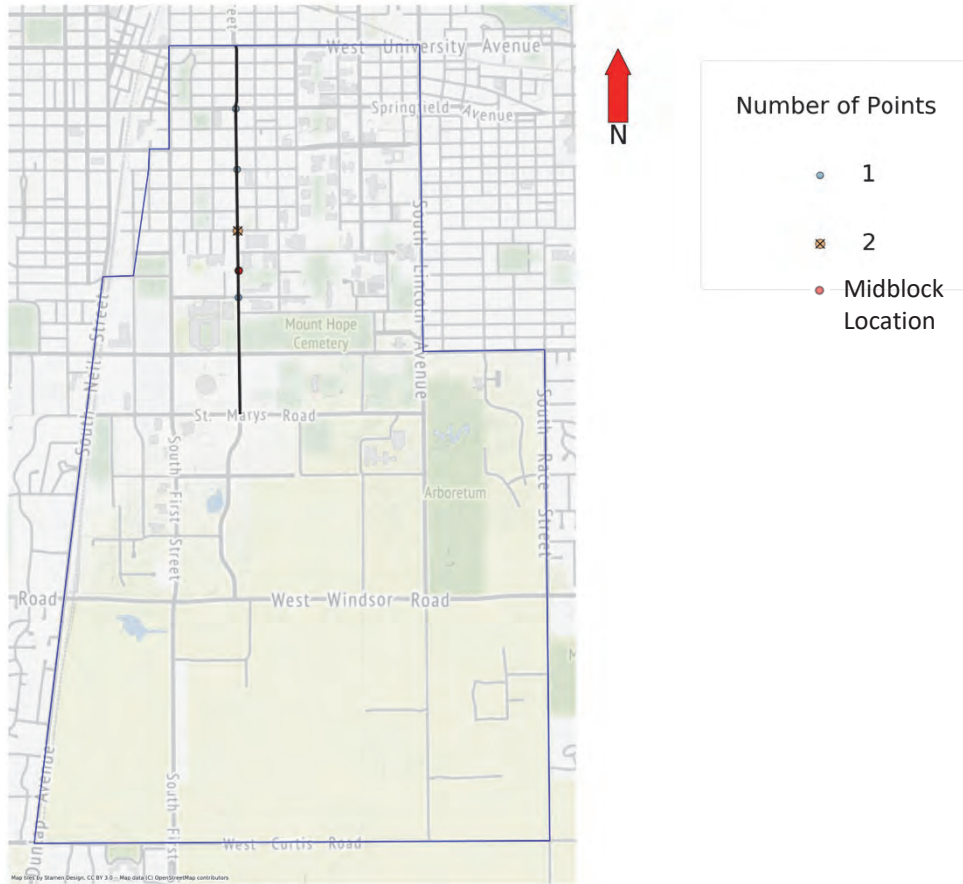 reet
West University Avenue
Springfield Avenue
N
Number of Points
1
2
Midblock
Location
South Lincoln Avenue
South Neil Street
Mount Hope
Cemetery
St. Marys Road
South First Street
South Race Street
Arboretum
Road
West Windsor Road
M
Dunlap Avenue
South First
West Curtis Road
Map tiles by Stamen Design, CC BY 3.0 -- Map data (C) OpenStreetMap contributors